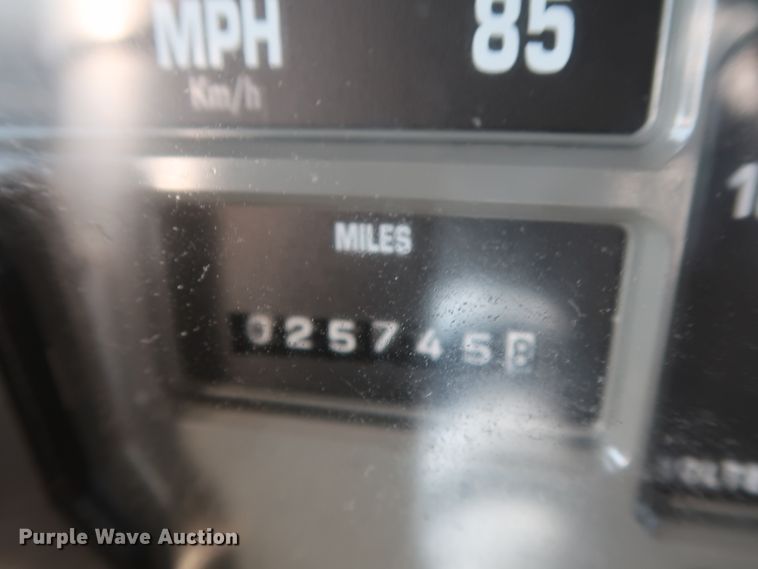 MPH 85
Km/h
MILES
025745
Purple Wave Auction